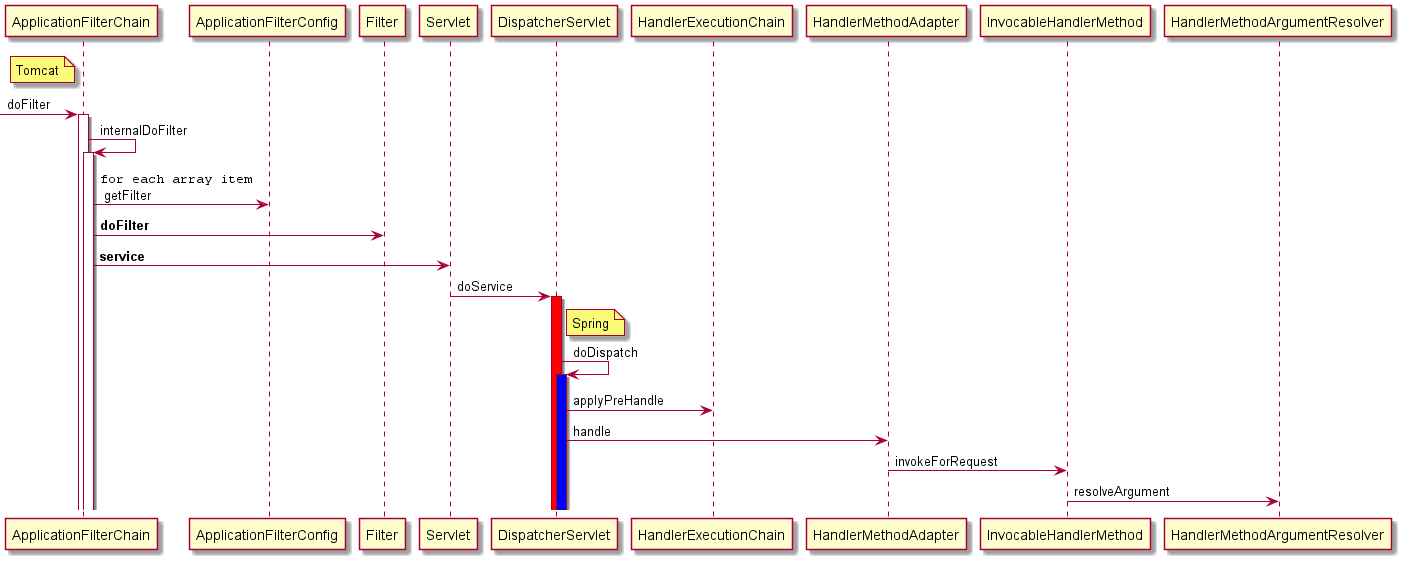 ApplicationFilterChain
ApplicationFilterConfig
Filter
Servlet
DispatcherServlet
HandlerExecutionChain
HandlerMethodAdapter
InvocableHandlerMethod
HandlerMethodArgumentResolver
Tomcat
doFilter
internalDoFilter
for each array item
getFilter
doFilter
service
doService
Spring
doDispatch
applyPreHandle
handle
invokeForRequest
resolveArgument
ApplicationFilterChain
ApplicationFilterConfig
Filter
Servlet
DispatcherServlet
HandlerExecutionChain
HandlerMethodAdapter
InvocableHandlerMethod
HandlerMethodArgumentResolver